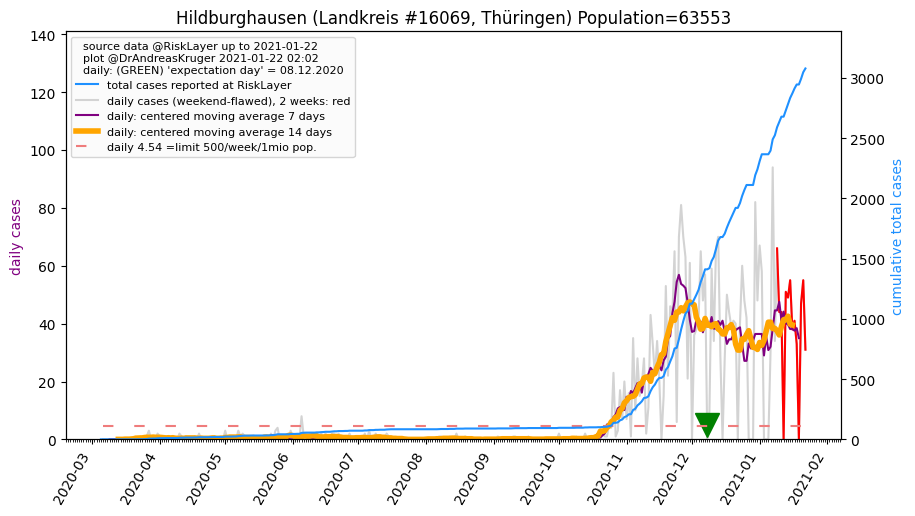 Hildburghausen (Landkreis #16069, Thüringen) Population=63553
source data @RiskLayer up to 2021-01-22
plot @DrAndreasKruger 2021-01-22 02:02
daily: (GREEN) 'expectation day' = 08.12.2020
total cases reported at RiskLayer
daily cases (weekend-flawed), 2 weeks: red
daily: centered moving average 7 days
daily: centered moving average 14 days
daily 4.54 =limit 500/week/1mio pop.
daily cases
140
120
100
80
60
40
20
0
cumulative total cases
3000
2500
2000
1500
1000
500
0
2020-03
2020-04
2020-05
2020-06
2020-07
2020-08
2020-09
2020-10
2020-11
2020-12
2021-01
2021-02